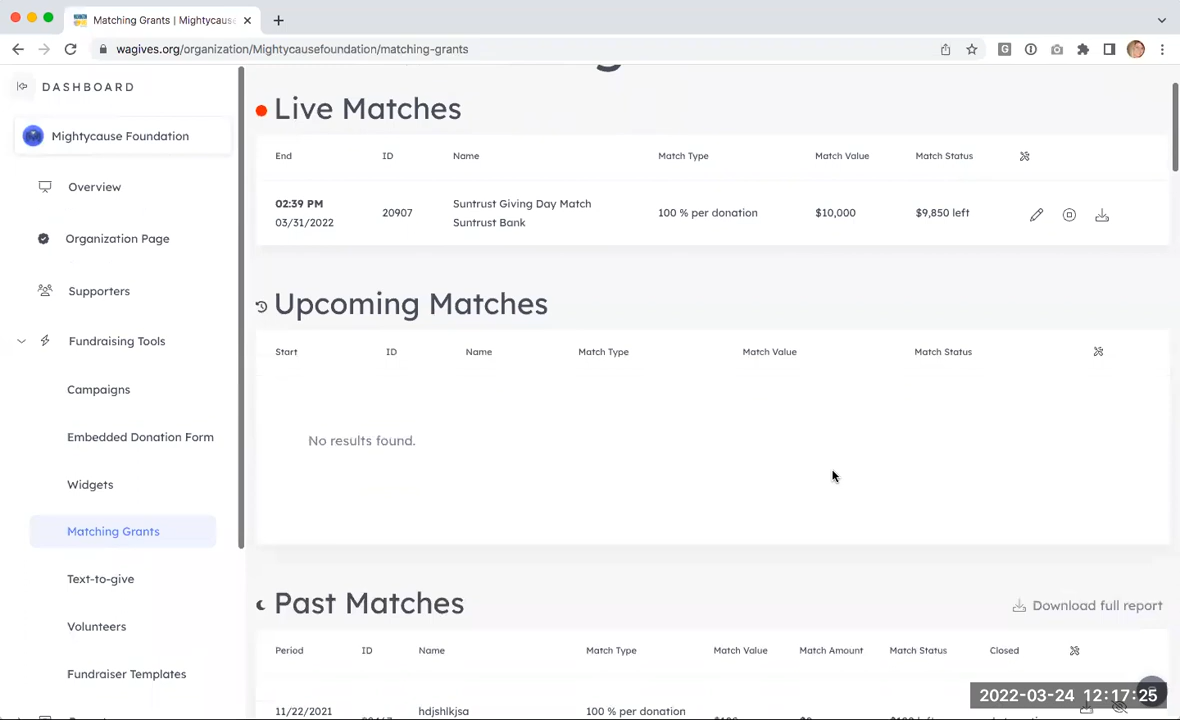 Matching Grants | Mightycause
wagives.org/organization/Mightycausefoundation/matching-grants
DASHBOARD
Mightycause Foundation
Overview
Organization Page
Supporters
Fundraising Tools
Campaigns
Embedded Donation Form
Widgets
Matching Grants
Text-to-give
Volunteers
Fundraiser Templates
Live Matches
End ID Name Match Type Match Value Match Status
02:39 PM
03/31/2022
20907
Suntrust Giving Day Match
Suntrust Bank
100 % per donation
$10,000
$9,850 left
Upcoming Matches
Start ID Name Match Type Match Value Match Status
No results found.
Past Matches
Download full report
Period ID Name Match Type Match Value Match Amount Match Status Closed
11/22/2021 hdjshlkjsa 100 % per donation
2022-03-24 12:17:25